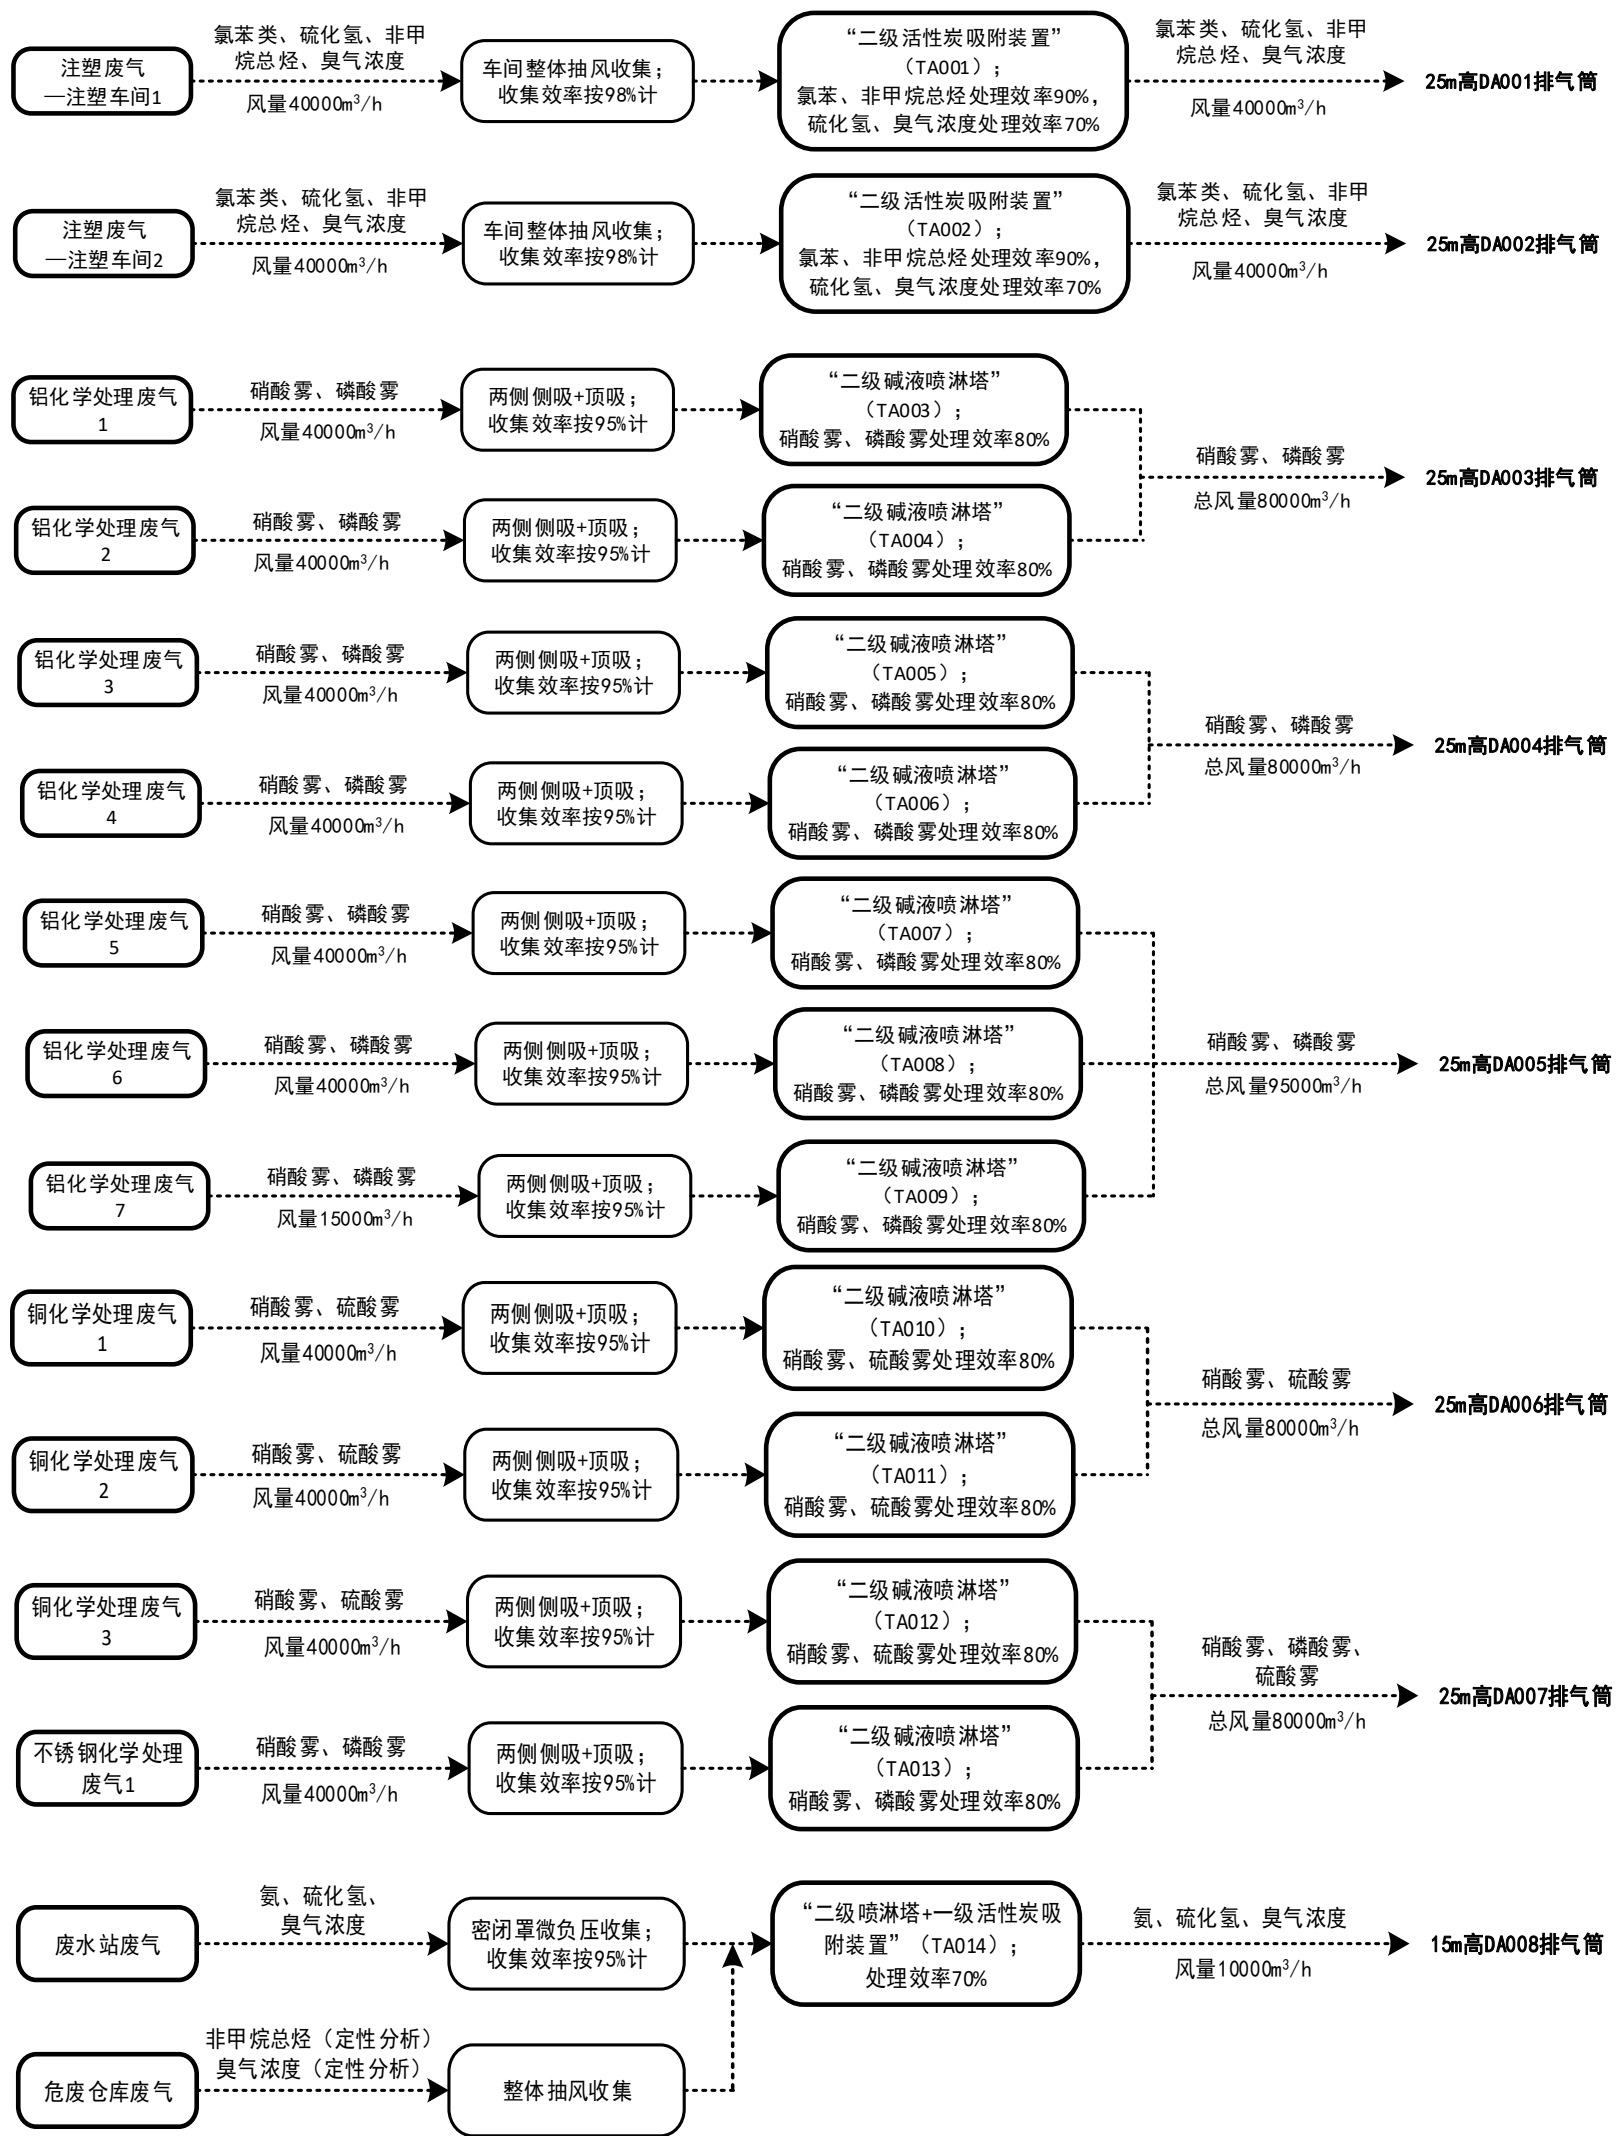 注塑废气
—注塑车间1
氯苯类、硫化氢、非甲
烷总烃、臭气浓度
风量40000m³/h
车间整体抽风收集；
收集效率按98%计
“二级活性炭吸附装置”
（TA001）；
氯苯、非甲烷总烃处理效率90%，
硫化氢、臭气浓度处理效率70%
氯苯类、硫化氢、非甲
烷总烃、臭气浓度
风量40000m³/h
25m高DA001排气筒
注塑废气
—注塑车间2
氯苯类、硫化氢、非甲
烷总烃、臭气浓度
风量40000m³/h
车间整体抽风收集；
收集效率按98%计
“二级活性炭吸附装置”
（TA002）；
氯苯、非甲烷总烃处理效率90%，
硫化氢、臭气浓度处理效率70%
氯苯类、硫化氢、非甲
烷总烃、臭气浓度
风量40000m³/h
25m高DA002排气筒
铝化学处理废气
1
硝酸雾、磷酸雾
风量40000m³/h
两侧侧吸+顶吸；
收集效率按95%计
“二级碱液喷淋塔”
（TA003）；
硝酸雾、磷酸雾处理效率80%
铝化学处理废气
2
硝酸雾、磷酸雾
风量40000m³/h
两侧侧吸+顶吸；
收集效率按95%计
“二级碱液喷淋塔”
（TA004）；
硝酸雾、磷酸雾处理效率80%
硝酸雾、磷酸雾
总风量80000m³/h
25m高DA003排气筒
铝化学处理废气
3
硝酸雾、磷酸雾
风量40000m³/h
两侧侧吸+顶吸；
收集效率按95%计
“二级碱液喷淋塔”
（TA005）；
硝酸雾、磷酸雾处理效率80%
铝化学处理废气
4
硝酸雾、磷酸雾
风量40000m³/h
两侧侧吸+顶吸；
收集效率按95%计
“二级碱液喷淋塔”
（TA006）；
硝酸雾、磷酸雾处理效率80%
硝酸雾、磷酸雾
总风量80000m³/h
25m高DA004排气筒
铝化学处理废气
5
硝酸雾、磷酸雾
风量40000m³/h
两侧侧吸+顶吸；
收集效率按95%计
“二级碱液喷淋塔”
（TA007）；
硝酸雾、磷酸雾处理效率80%
铝化学处理废气
6
硝酸雾、磷酸雾
风量40000m³/h
两侧侧吸+顶吸；
收集效率按95%计
“二级碱液喷淋塔”
（TA008）；
硝酸雾、磷酸雾处理效率80%
硝酸雾、磷酸雾
总风量95000m³/h
25m高DA005排气筒
铝化学处理废气
7
硝酸雾、磷酸雾
风量15000m³/h
两侧侧吸+顶吸；
收集效率按95%计
“二级碱液喷淋塔”
（TA009）；
硝酸雾、磷酸雾处理效率80%
铜化学处理废气
1
硝酸雾、硫酸雾
风量40000m³/h
两侧侧吸+顶吸；
收集效率按95%计
“二级碱液喷淋塔”
（TA010）；
硝酸雾、硫酸雾处理效率80%
铜化学处理废气
2
硝酸雾、硫酸雾
风量40000m³/h
两侧侧吸+顶吸；
收集效率按95%计
“二级碱液喷淋塔”
（TA011）；
硝酸雾、硫酸雾处理效率80%
硝酸雾、硫酸雾
总风量80000m³/h
25m高DA006排气筒
铜化学处理废气
3
硝酸雾、硫酸雾
风量40000m³/h
两侧侧吸+顶吸；
收集效率按95%计
“二级碱液喷淋塔”
（TA012）；
硝酸雾、硫酸雾处理效率80%
不锈钢化学处理
废气1
硝酸雾、磷酸雾
风量40000m³/h
两侧侧吸+顶吸；
收集效率按95%计
“二级碱液喷淋塔”
（TA013）；
硝酸雾、磷酸雾处理效率80%
硝酸雾、磷酸雾、
硫酸雾
总风量80000m³/h
25m高DA007排气筒
废水站废气
氨、硫化氢、
臭气浓度
密闭罩微负压收集；
收集效率按95%计
“二级喷淋塔+一级活性炭吸
附装置”（TA014）；
处理效率70%
氨、硫化氢、臭气浓度
风量10000m³/h
15m高DA008排气筒
危废仓库废气
非甲烷总烃（定性分析）
臭气浓度（定性分析）
整体抽风收集